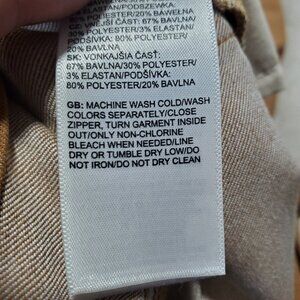 POLYESTER/
3% ELASTAN/PODSZEWKA:
80% POLYESTER/20% BAWEŁNA
CZ: VNĚJŠÍ ČÁST: 67% BAVLNA/
30% POLYESTER/3% ELASTAN/
PODŠÍVKA: 80% POLYESTER/
20% BAVLNA
SK: VONKAJŠIA ČASŤ:
67% BAVLNA/30% POLYESTER/
3% ELASTAN/PODŠÍVKA:
80% POLYESTER/20% BAVLNA
GB: MACHINE WASH COLD/WASH
COLORS SEPARATELY/CLOSE
ZIPPER, TURN GARMENT INSIDE
OUT/ONLY NON-CHLORINE
BLEACH WHEN NEEDED/LINE
DRY OR TUMBLE DRY LOW/DO
NOT IRON/DO NOT DRY CLEAN